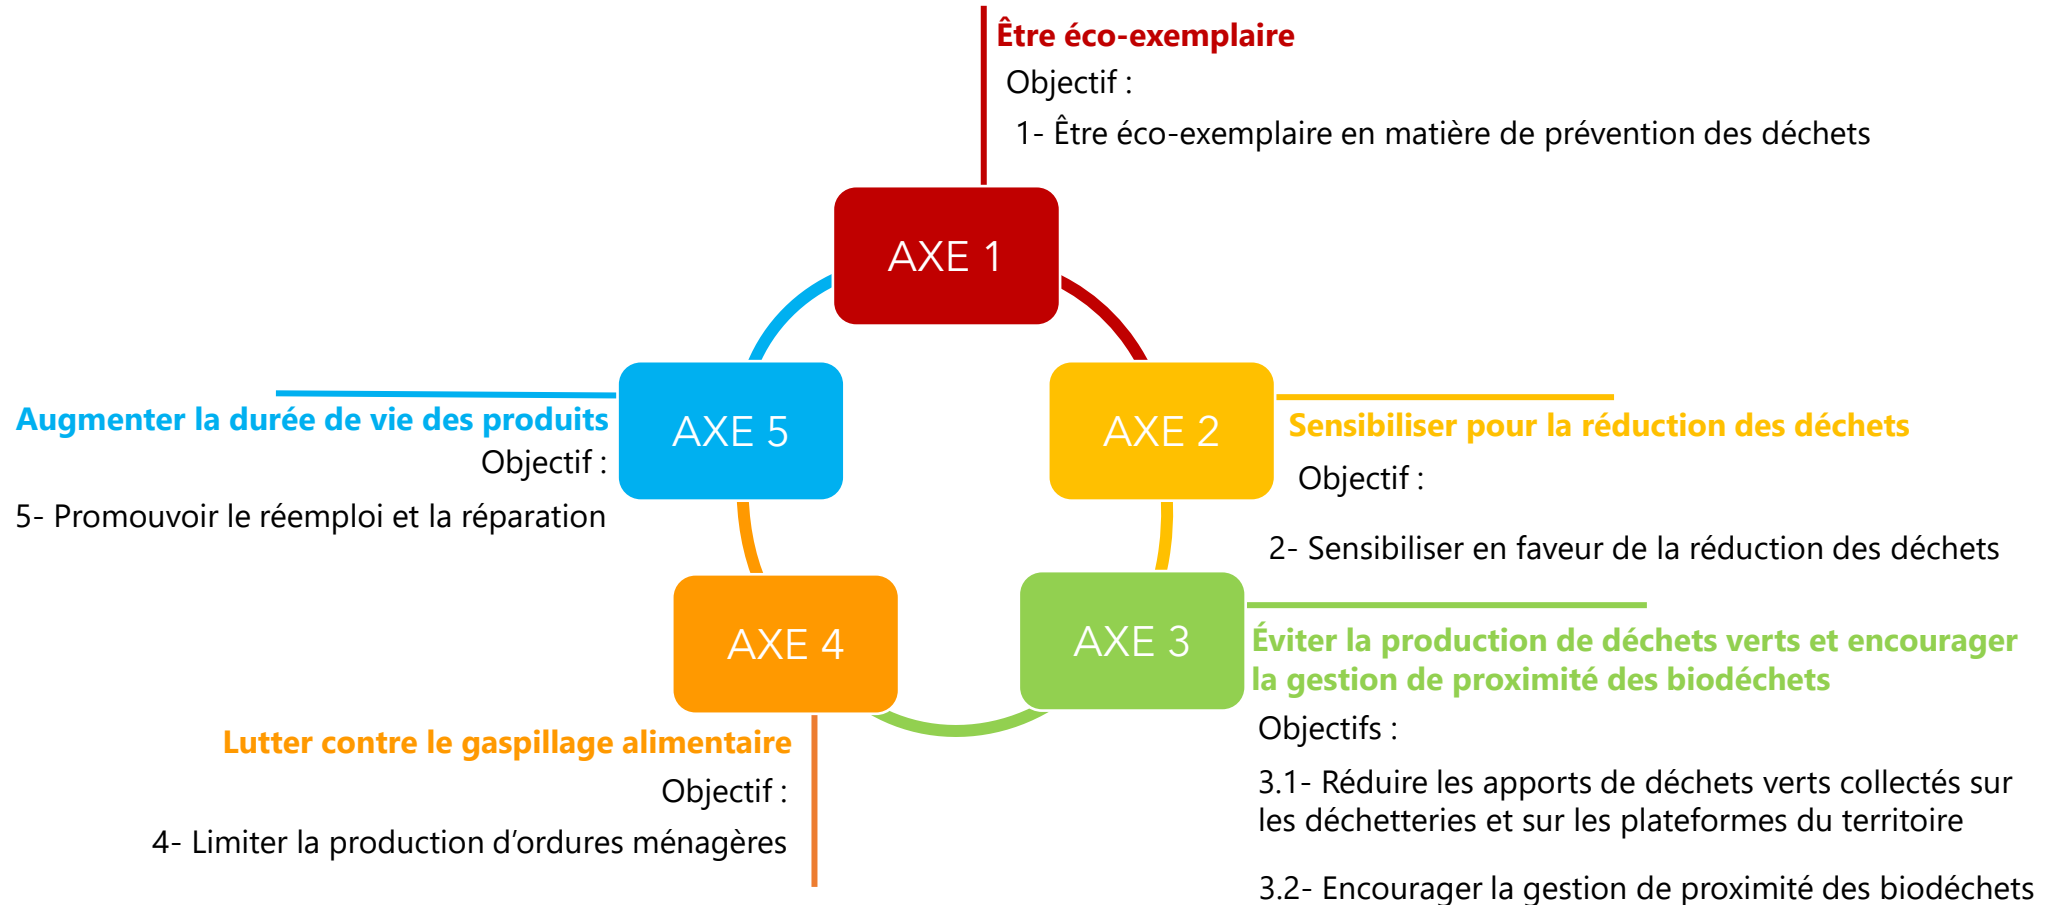 Être éco-exemplaire
Objectif :
1- Être éco-exemplaire en matière de prévention des déchets
AXE 1
AXE 2
Sensibiliser pour la réduction des déchets
Objectif :
2- Sensibiliser en faveur de la réduction des déchets
AXE 3
Éviter la production de déchets verts et encourager
la gestion de proximité des biodéchets
Objectifs :
3.1- Réduire les apports de déchets verts collectés sur
les déchetteries et sur les plateformes du territoire
3.2- Encourager la gestion de proximité des biodéchets
AXE 4
Lutter contre le gaspillage alimentaire
Objectif :
4- Limiter la production d’ordures ménagères
AXE 5
Augmenter la durée de vie des produits
Objectif :
5- Promouvoir le réemploi et la réparation